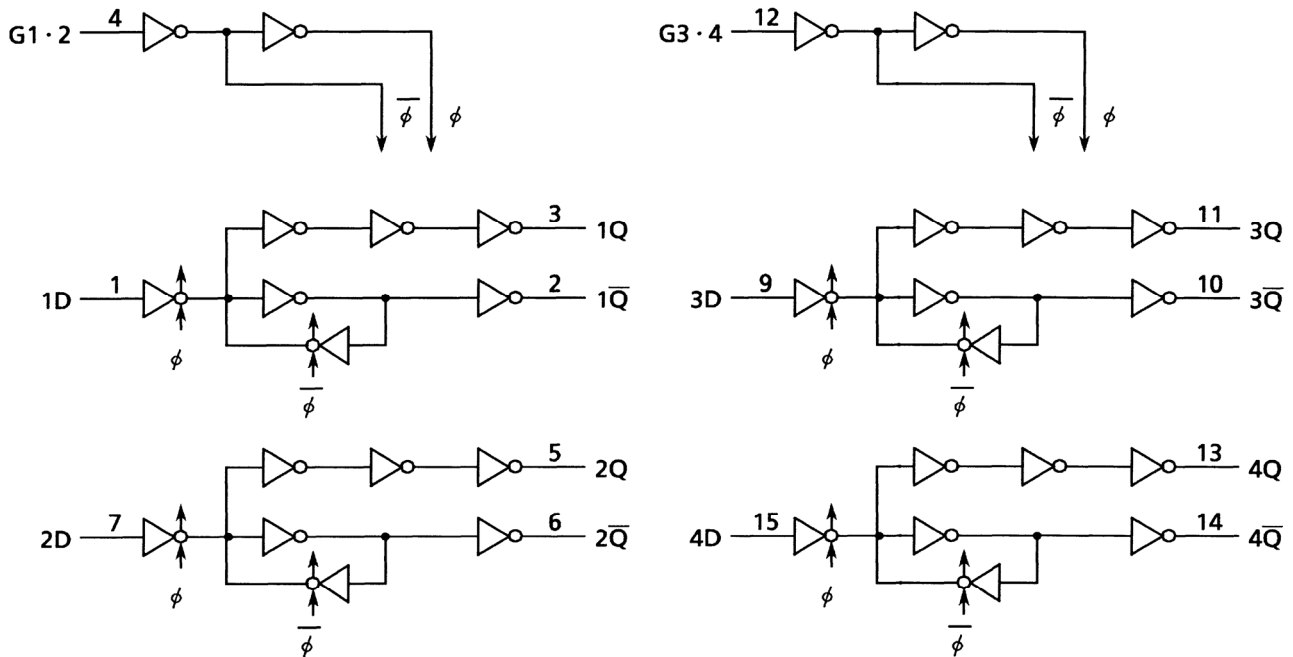 G1 · 2 4
G3 · 4 12
φ̅ φ
φ̅ φ
3 1Q
11 3Q
1D 1 2 1Q̅
3D 9 10 3Q̅
φ
φ
φ̅
φ̅
5 2Q
13 4Q
2D 7 6 2Q̅
4D 15 14 4Q̅
φ
φ
φ̅
φ̅